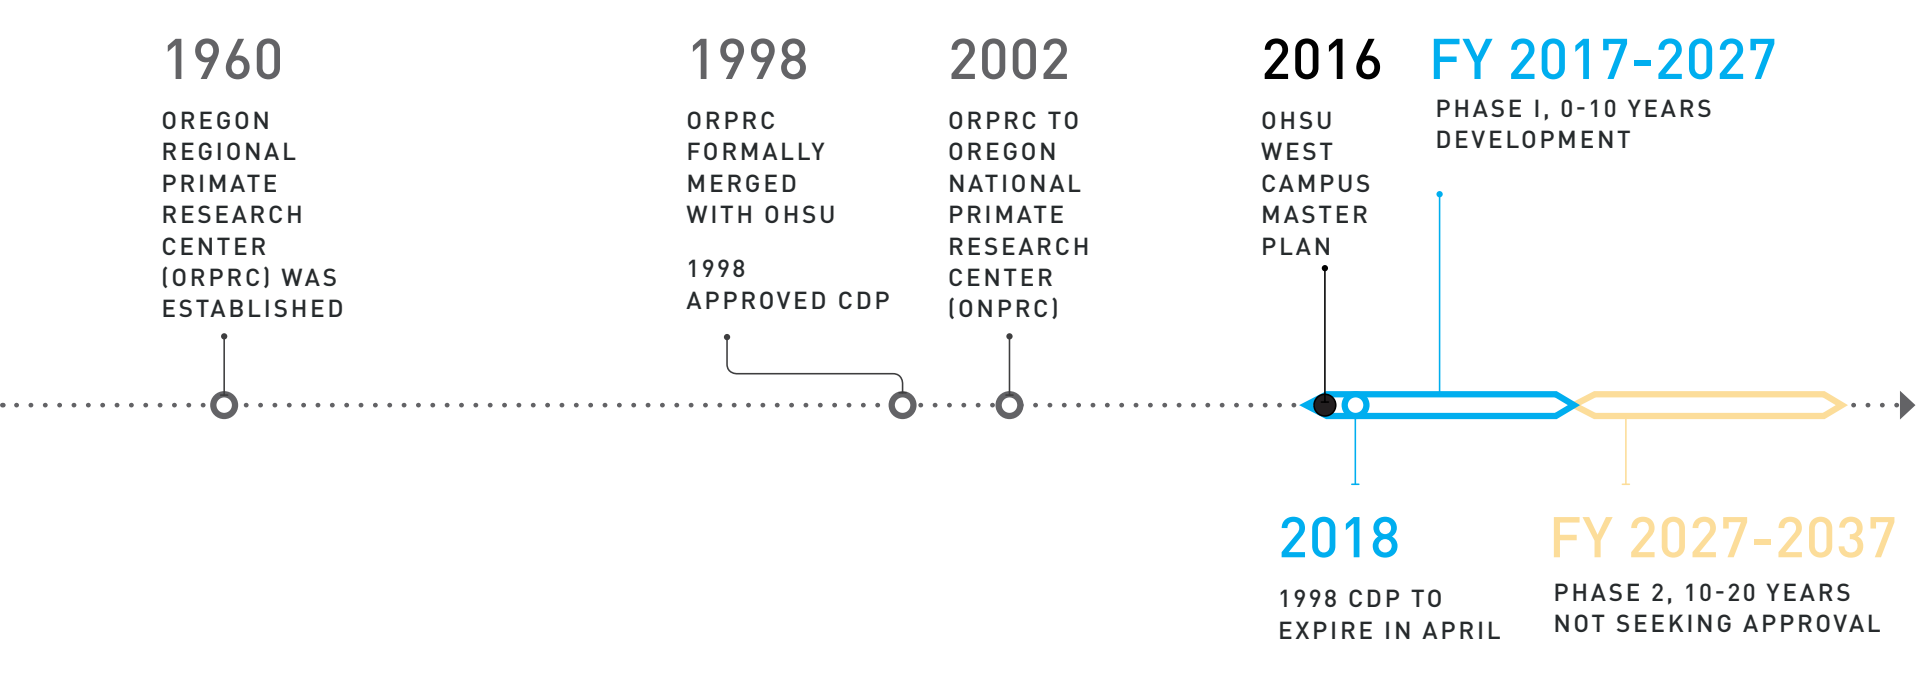 1960
OREGON
REGIONAL
PRIMATE
RESEARCH
CENTER
(ORPRC) WAS
ESTABLISHED
1998
ORPRC
FORMALLY
MERGED
WITH OHSU
1998
APPROVED CDP
2002
ORPRC TO
OREGON
NATIONAL
PRIMATE
RESEARCH
CENTER
(ONPRC)
2016
OHSU
WEST
CAMPUS
MASTER
PLAN
FY 2017-2027
PHASE I, 0-10 YEARS
DEVELOPMENT
2018
1998 CDP TO
EXPIRE IN APRIL
FY 2027-2037
PHASE 2, 10-20 YEARS
NOT SEEKING APPROVAL